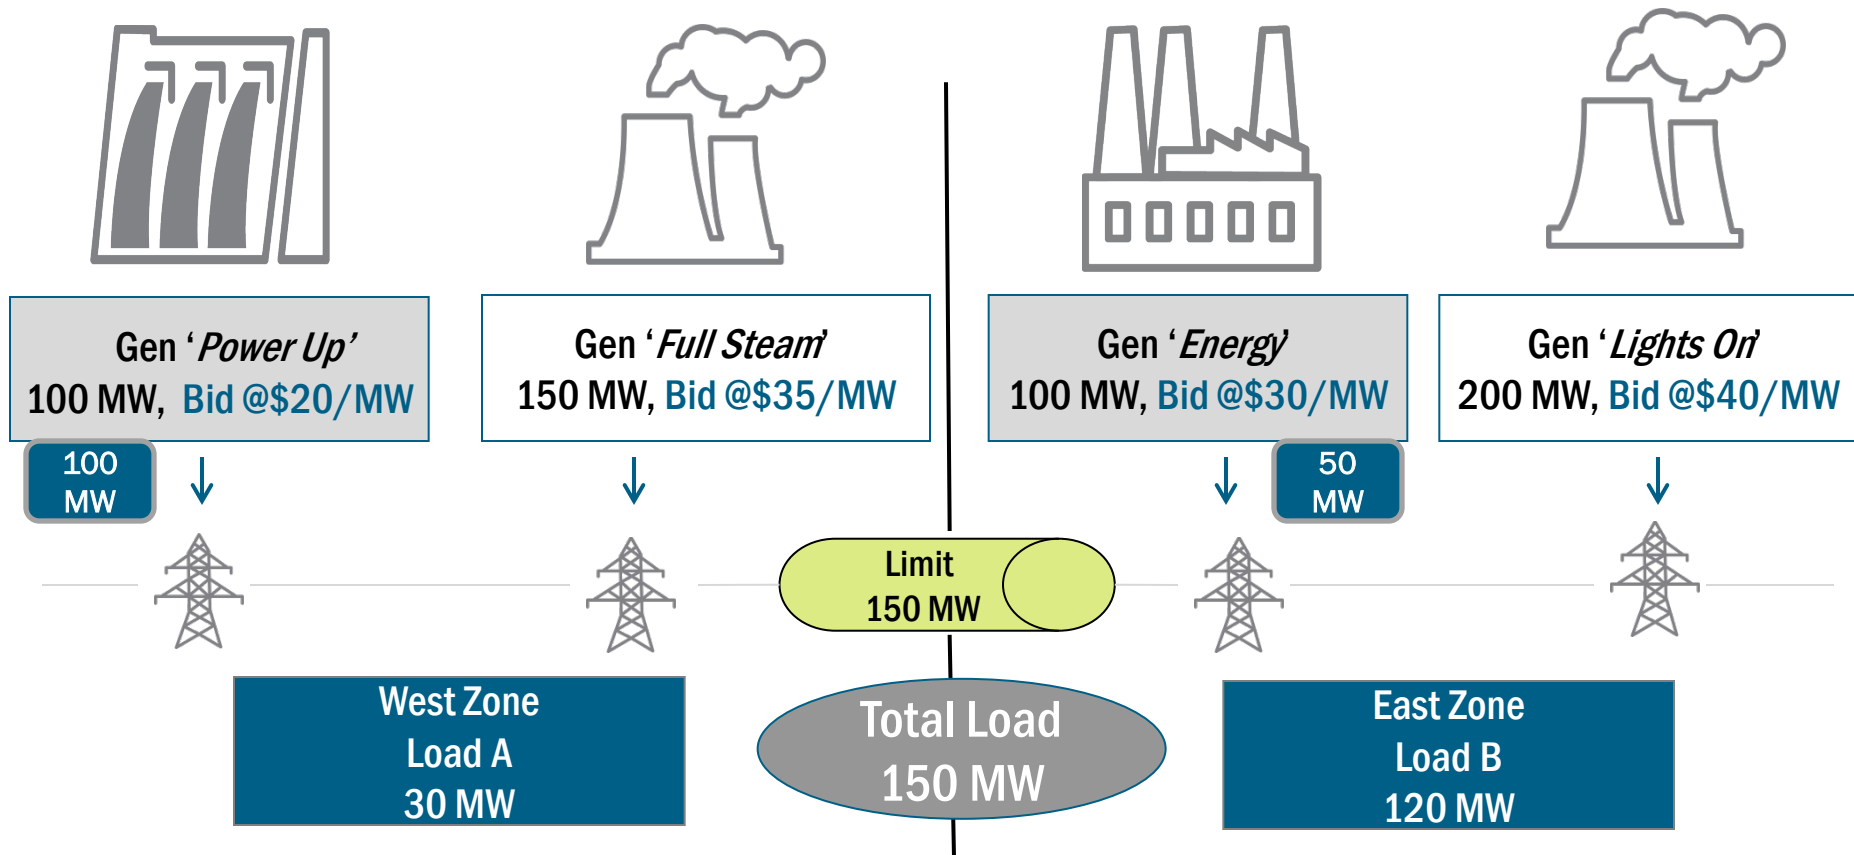 Gen ‘Power Up’
100 MW, Bid @$20/MW
100
MW
Gen ‘Full Steam’
150 MW, Bid @$35/MW
Gen ‘Energy’
100 MW, Bid @$30/MW
50
MW
Gen ‘Lights On’
200 MW, Bid @$40/MW
Limit
150 MW
West Zone
Load A
30 MW
Total Load
150 MW
East Zone
Load B
120 MW